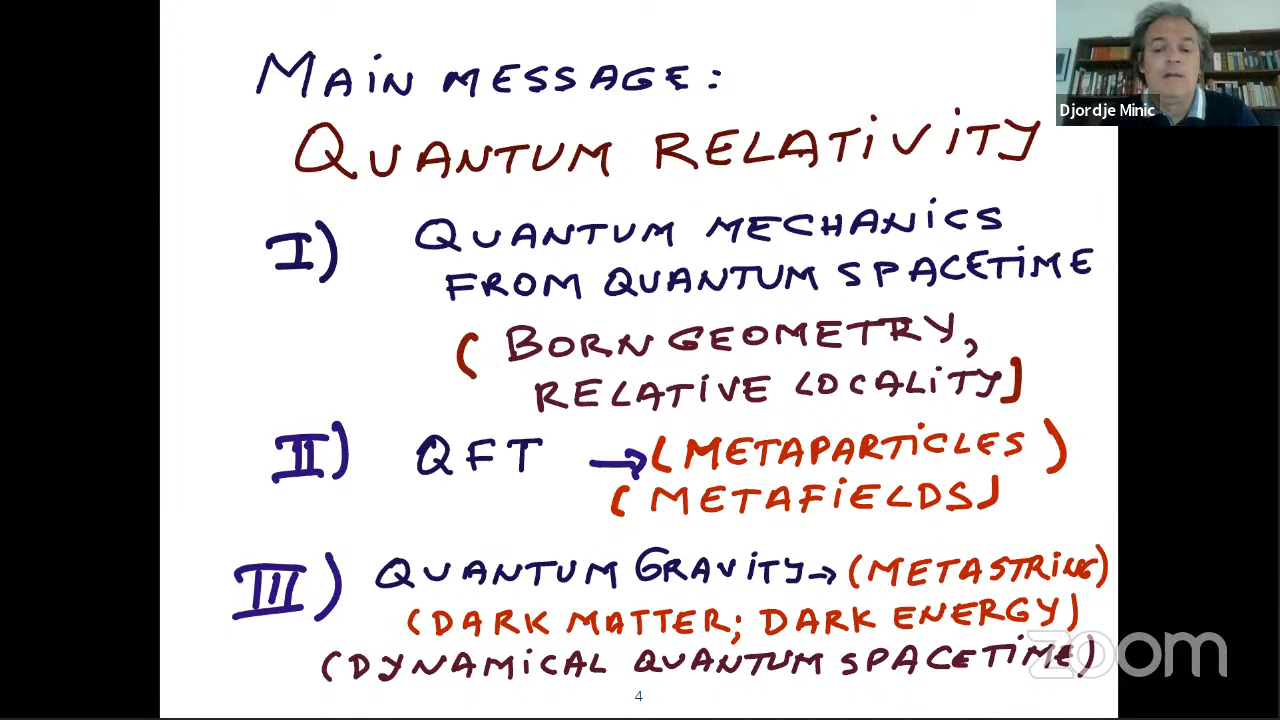 MAIN MESSAGE:
QUANTUM RELATIVITY
I) QUANTUM MECHANICS
FROM QUANTUM SPACETIME
(BORN GEOMETRY,
RELATIVE LOCALITY]
II) QFT → (METAPARTICLES)
(METAFIELDS]
III) QUANTUM GRAVITY → (METASTRING)
(DARK MATTER; DARK ENERGY)
(DYNAMICAL QUANTUM SPACETIME)
4
Djordje Minic
zoom